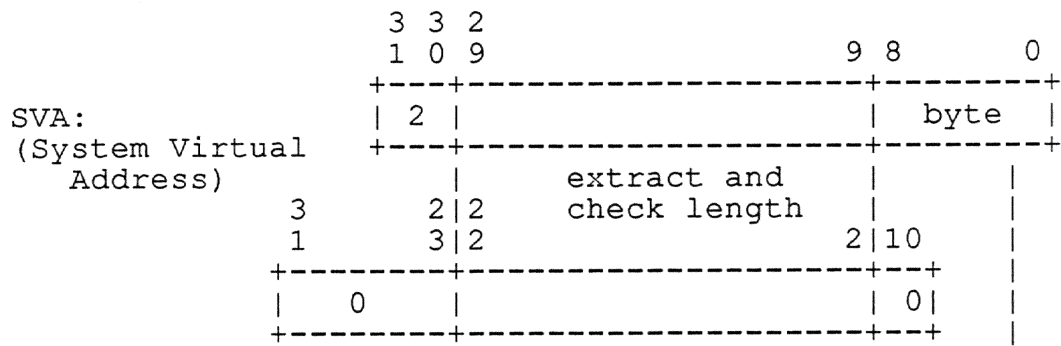 3 3 2
                         1 0 9                        9 8        0
                        +----+--------------------------+-----------+
SVA:                    |  2 |                          |   byte    |
(System Virtual         +----+--------------------------+-----------+
    Address)                 |      extract and         |         |
                  3        2|2      check length        |         |
                  1        3|2                         2|10       |
                 +----------+--------------------------+---+      |
                 |    0     |                          | 0|       |
                 +----------+--------------------------+---+      |